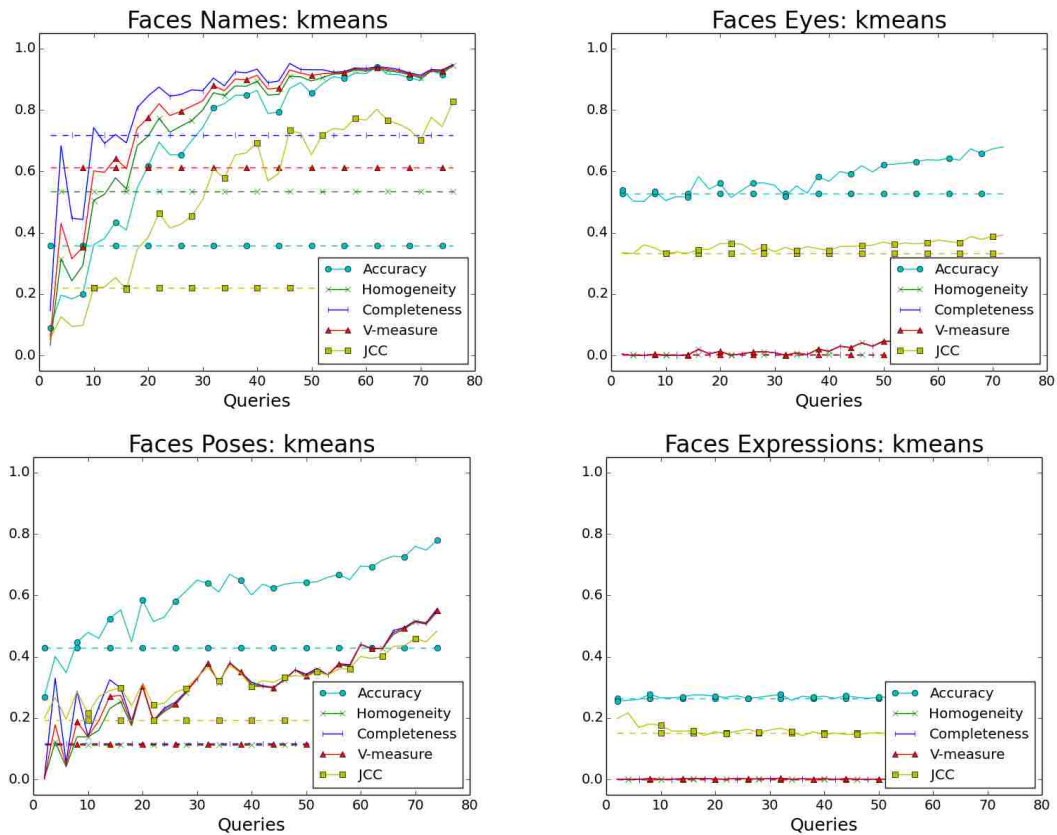 Faces Names: kmeans
1.0
0.8
0.6
0.4
0.2
0.0
0 10 20 30 40 50 60 70 80
Queries
Accuracy
Homogeneity
Completeness
V-measure
JCC
Faces Eyes: kmeans
1.0
0.8
0.6
0.4
0.2
0.0
0 10 20 30 40 50 60 70 80
Queries
Accuracy
Homogeneity
Completeness
V-measure
JCC
Faces Poses: kmeans
1.0
0.8
0.6
0.4
0.2
0.0
0 10 20 30 40 50 60 70 80
Queries
Accuracy
Homogeneity
Completeness
V-measure
JCC
Faces Expressions: kmeans
1.0
0.8
0.6
0.4
0.2
0.0
0 10 20 30 40 50 60 70 80
Queries
Accuracy
Homogeneity
Completeness
V-measure
JCC